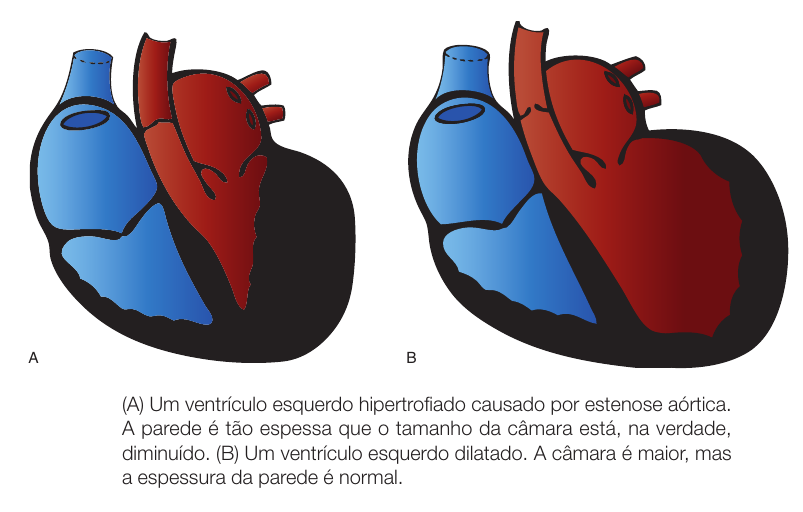 A
B
(A) Um ventrículo esquerdo hipertrofiado causado por estenose aórtica.
A parede é tão espessa que o tamanho da câmara está, na verdade,
diminuído. (B) Um ventrículo esquerdo dilatado. A câmara é maior, mas
a espessura da parede é normal.